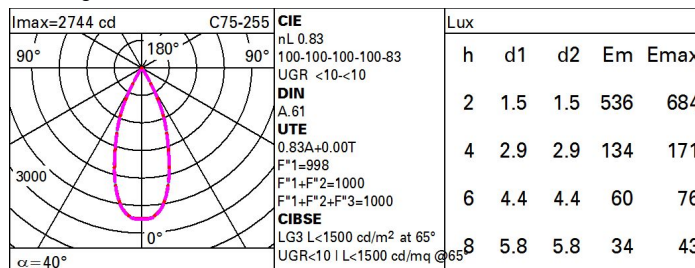 Imax=2744 cd C75-255
90° 180° 90°
3000
0°
α=40°
CIE
nL 0.83
100-100-100-100-83
UGR <10-<10
DIN
A.61
UTE
0.83A+0.00T
F"1=998
F"1+F"2=1000
F"1+F"2+F"3=1000
CIBSE
LG3 L<1500 cd/m² at 65°
UGR<10 | L<1500 cd/mq @65°
Lux
h d1 d2 Em Emax
2 1.5 1.5 536 684
4 2.9 2.9 134 171
6 4.4 4.4 60 76
8 5.8 5.8 34 43